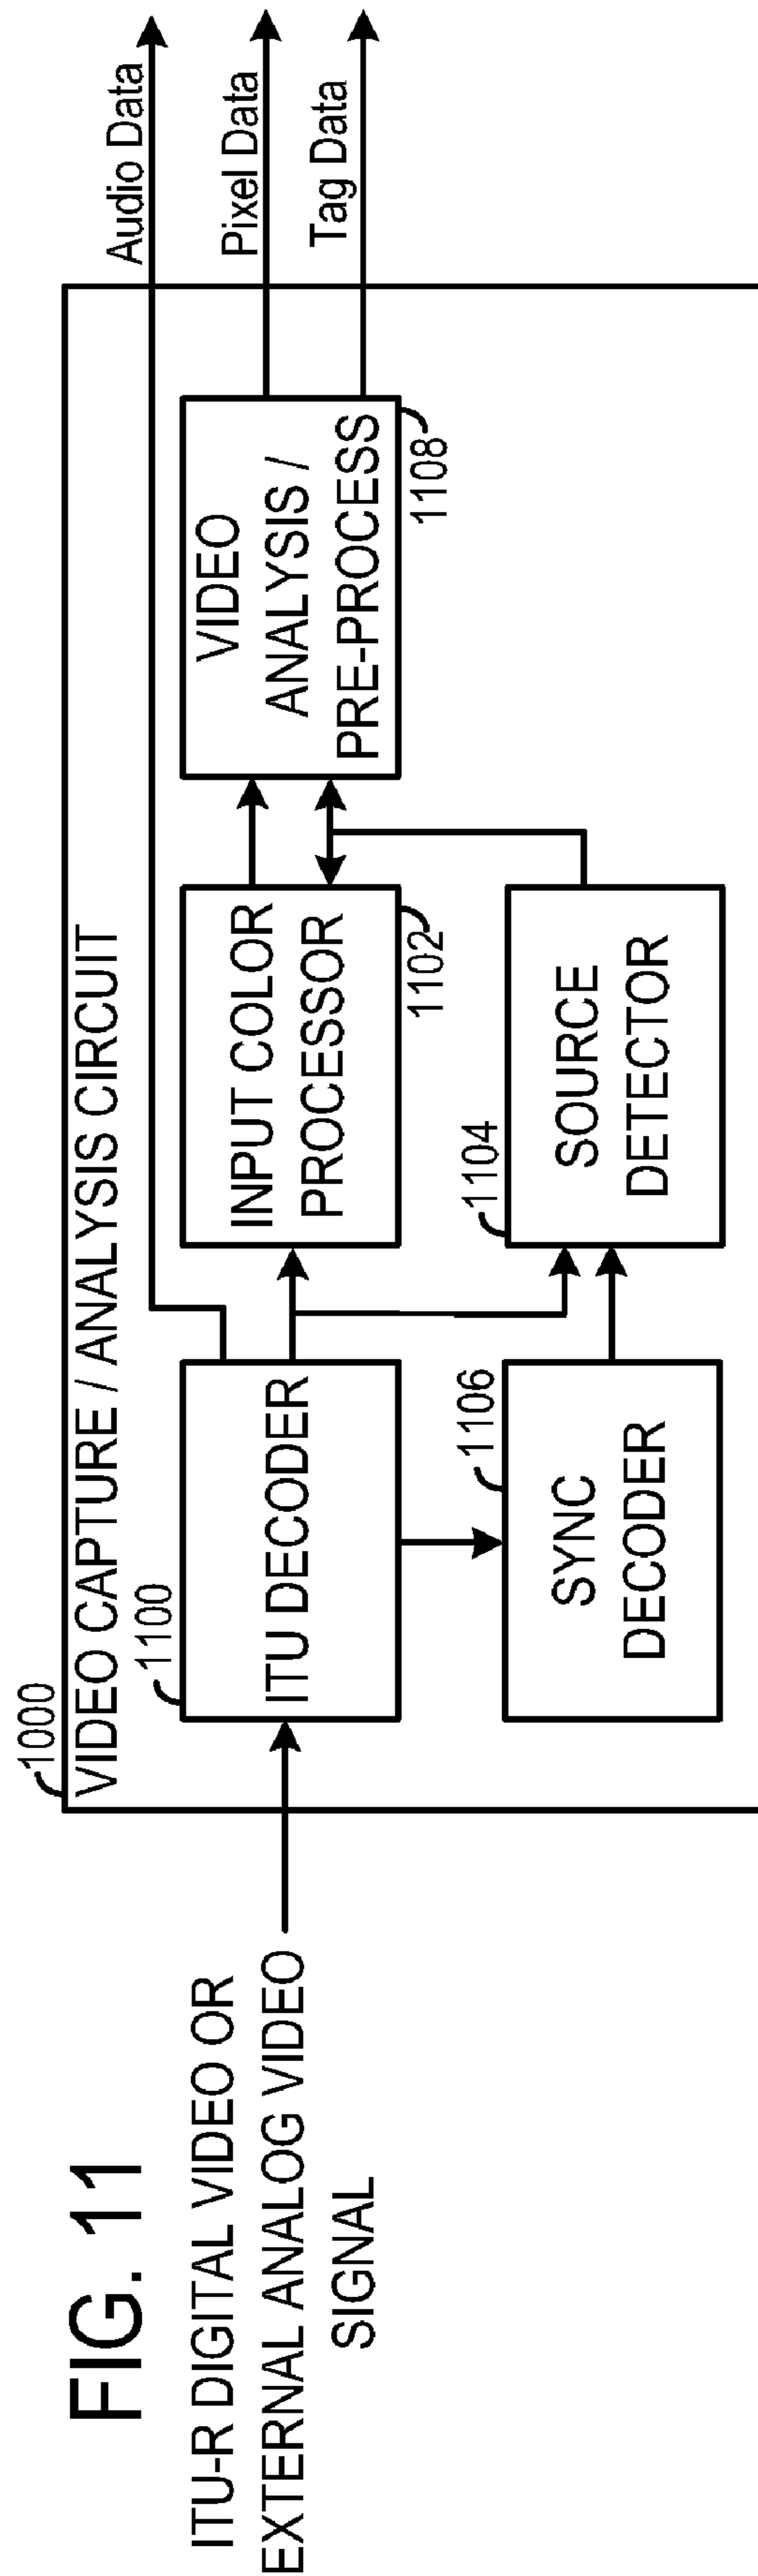 FIG. 11
ITU-R DIGITAL VIDEO OR
EXTERNAL ANALOG VIDEO
SIGNAL
1000
VIDEO CAPTURE / ANALYSIS CIRCUIT
1100
ITU DECODER
1106
SYNC
DECODER
INPUT COLOR
PROCESSOR
1102
1104
SOURCE
DETECTOR
VIDEO
ANALYSIS /
PRE-PROCESS
1108
Audio Data
Pixel Data
Tag Data